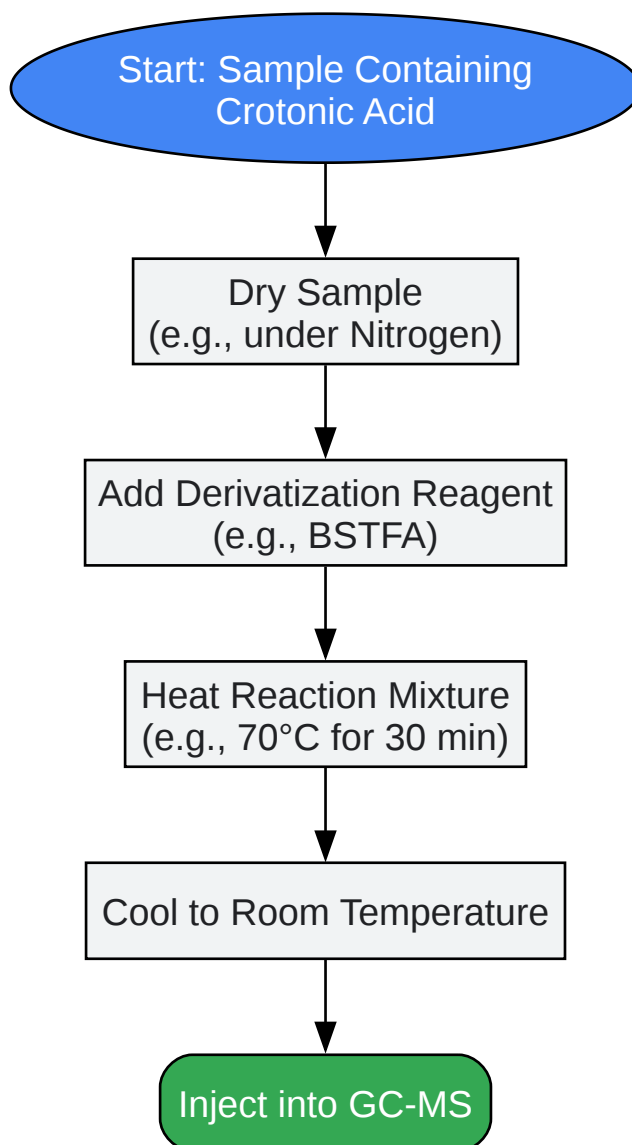 Start: Sample Containing
Crotonic Acid
Dry Sample
(e.g., under Nitrogen)
Add Derivatization Reagent
(e.g., BSTFA)
Heat Reaction Mixture
(e.g., 70°C for 30 min)
Cool to Room Temperature
Inject into GC-MS